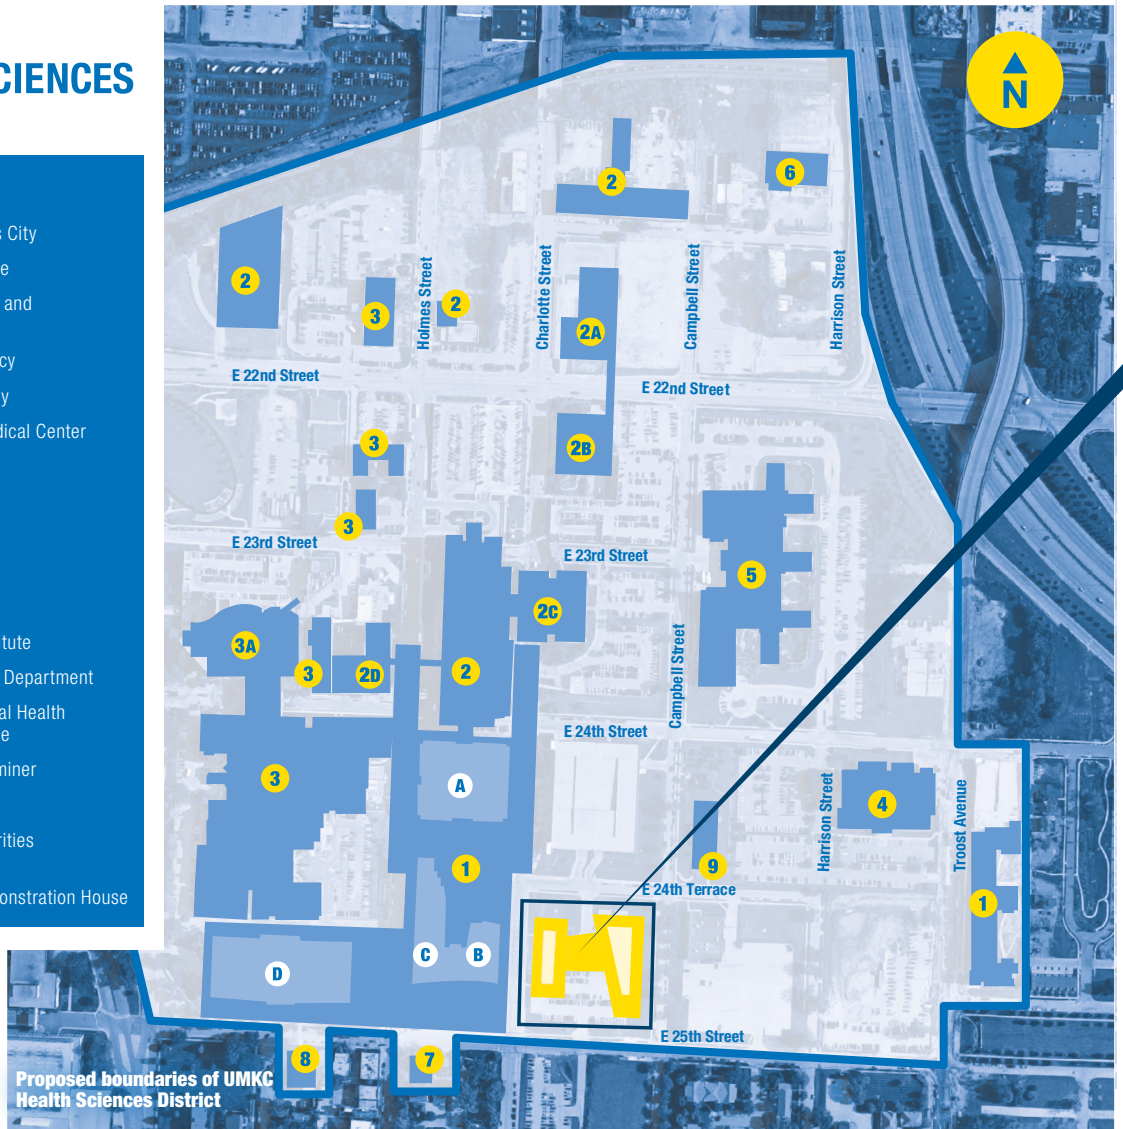 CIENCES
N
s City
e
and
cy
y
dical Center
tute
Department
al Health
e
miner
rities
onstration House
2
6
2
3
2
2A
Holmes Street
Charlotte Street
Campbell Street
Harrison Street
E 22nd Street
E 22nd Street
3
2B
3
E 23rd Street
E 23rd Street
5
2C
3A
3
2D
2
Campbell Street
E 24th Street
3
A
4
Harrison Street
Troost Avenue
1
9
E 24th Terrace
1
C
B
D
E 25th Street
8
7
Proposed boundaries of UMKC
Health Sciences District